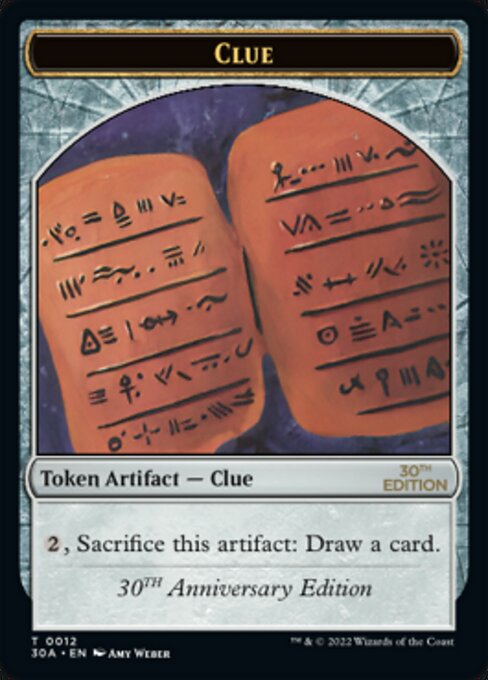 CLUE
Token Artifact — Clue
30TH
EDITION
2, Sacrifice this artifact: Draw a card.
30TH Anniversary Edition
T 0012
30A • EN AMY WEBER
™ & © 2022 Wizards of the Coast